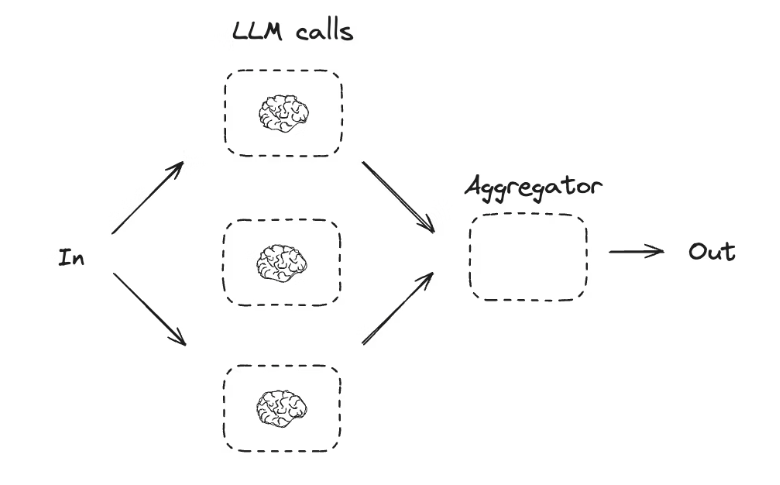 LLM calls
Aggregator
In
Out